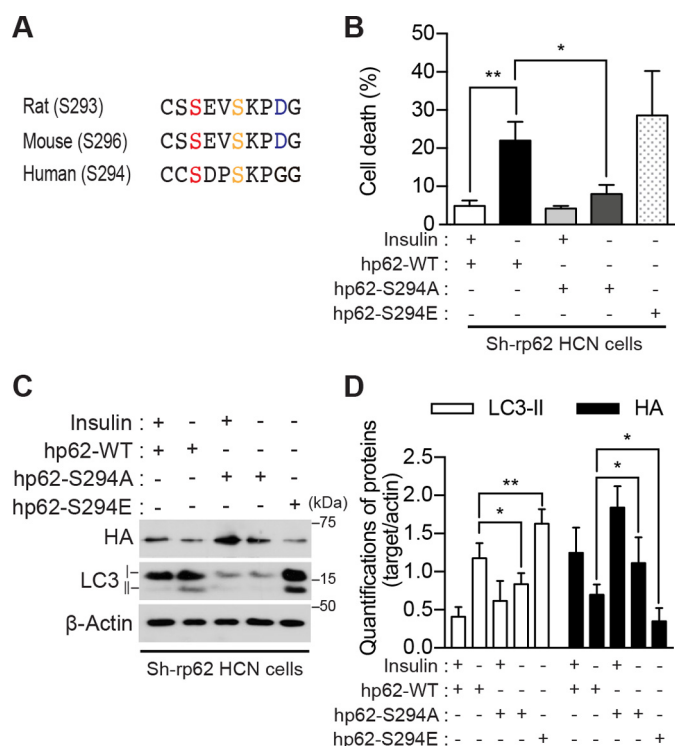 A
Rat (S293) CSSEVSKPDG
Mouse (S296) CSSEVSKPDG
Human (S294) CCSDPSKPGG
B
Cell death (%)
50
40
30
20
10
0
**
*
Insulin : + - + - -
hp62-WT : + + - - -
hp62-S294A : - - + + -
hp62-S294E : - - - - +
Sh-rp62 HCN cells
C
Insulin : + - + - -
hp62-WT : + + - - -
hp62-S294A : - - + + -
hp62-S294E : - - - - + (kDa)
HA
–75
LC3 I–
II–
–15
–50
β-Actin
Sh-rp62 HCN cells
D
LC3-II HA
Quantifications of proteins
(target/actin)
2.5
2.0
1.5
1.0
0.5
0.0
**
*
*
*
Insulin : + - + - - + - + - -
hp62-WT : + + - - - + + - - -
hp62-S294A : - - + + - - - + + -
hp62-S294E : - - - - + - - - - +